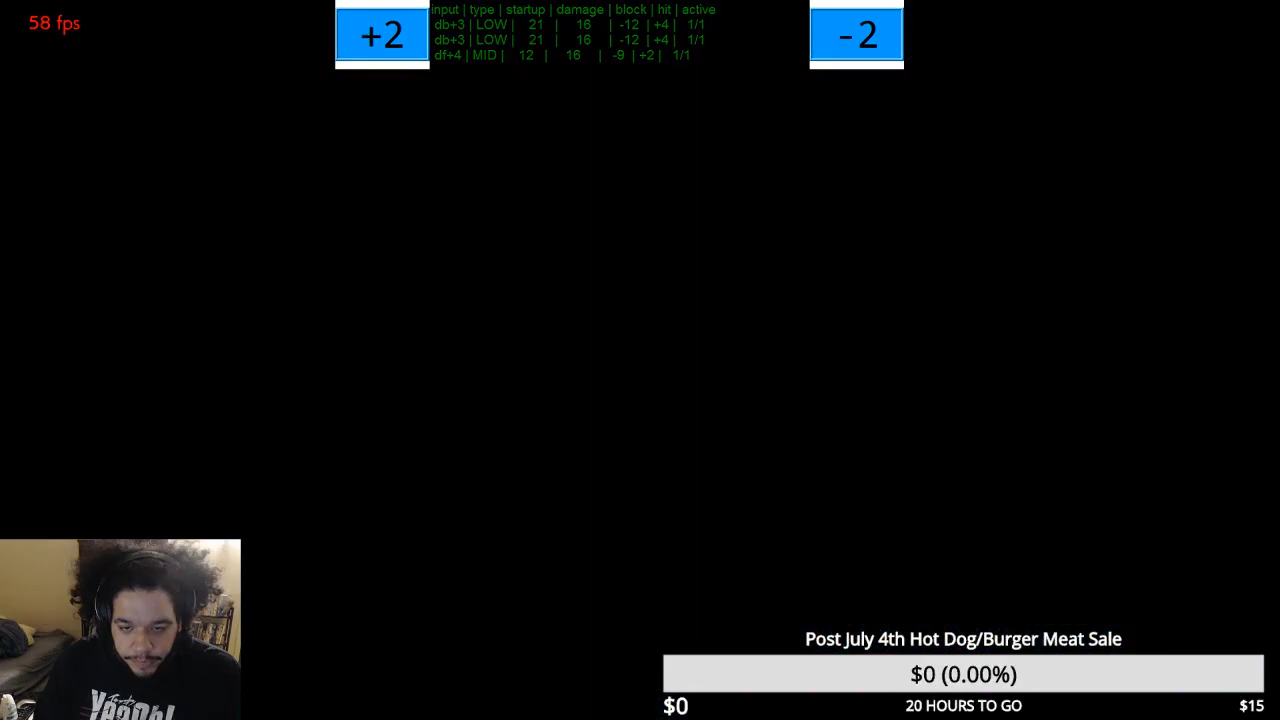 58 fps
+2
input | type | startup | damage | block | hit | active
db+3 | LOW | 21 | 16 | -12 | +4 | 1/1
db+3 | LOW | 21 | 16 | -12 | +4 | 1/1
df+4 | MID | 12 | 16 | -9 | +2 | 1/1
-2
Post July 4th Hot Dog/Burger Meat Sale
$0 (0.00%)
$0 20 HOURS TO GO $15